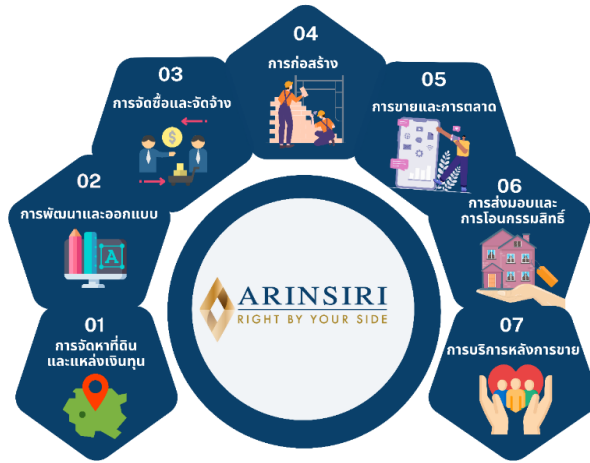 01
การจัดหาที่ดิน
และแหล่งเงินทุน
02
การพัฒนาและออกแบบ
A
03
การจัดซื้อและจัดจ้าง
$
04
การก่อสร้าง
05
การขายและการตลาด
06
การส่งมอบและ
การโอนกรรมสิทธิ์
07
การบริการหลังการขาย
ARINSIRI
RIGHT BY YOUR SIDE